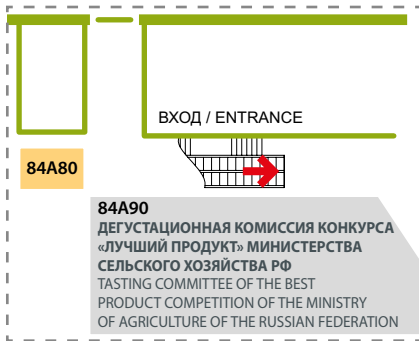 ВХОД / ENTRANCE
84A80
84A90
ДЕГУСТАЦИОННАЯ КОМИССИЯ КОНКУРСА
«ЛУЧШИЙ ПРОДУКТ» МИНИСТЕРСТВА
СЕЛЬСКОГО ХОЗЯЙСТВА РФ
TASTING COMMITTEE OF THE BEST
PRODUCT COMPETITION OF THE MINISTRY
OF AGRICULTURE OF THE RUSSIAN FEDERATION